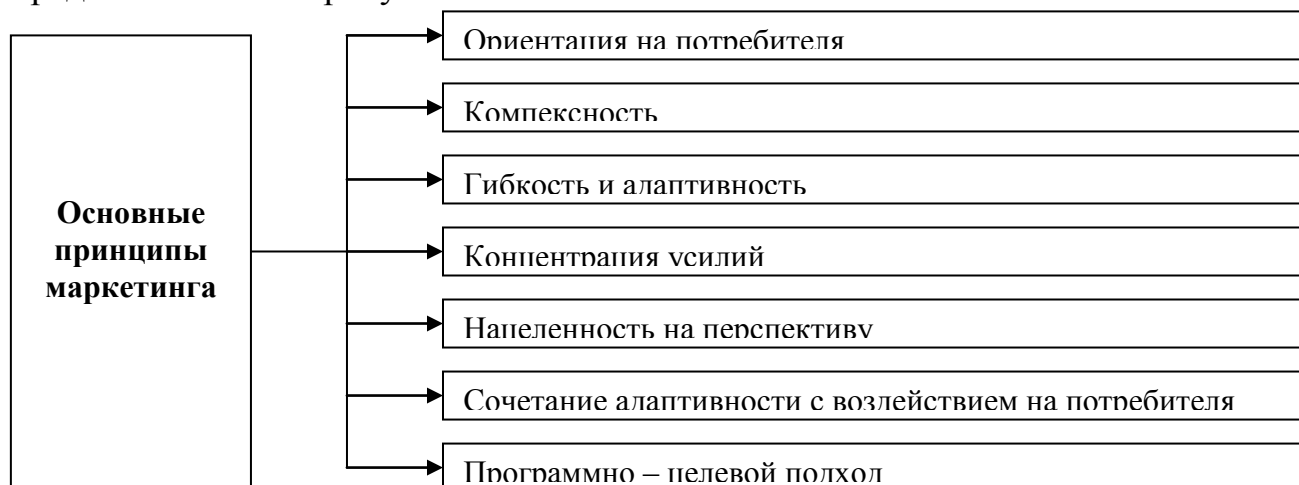 Основные
принципы
маркетинга
Ориентация на потребителя
Компексность
Гибкость и адаптивность
Концентрация усилий
Нацеленность на перспективу
Сочетание адаптивности с воздействием на потребителя
Программно – целевой подход